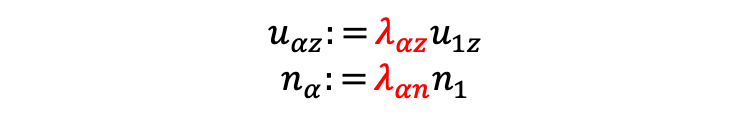 u_{αz} := λ_{αz} u_{1z}
n_α := λ_{αn} n_1